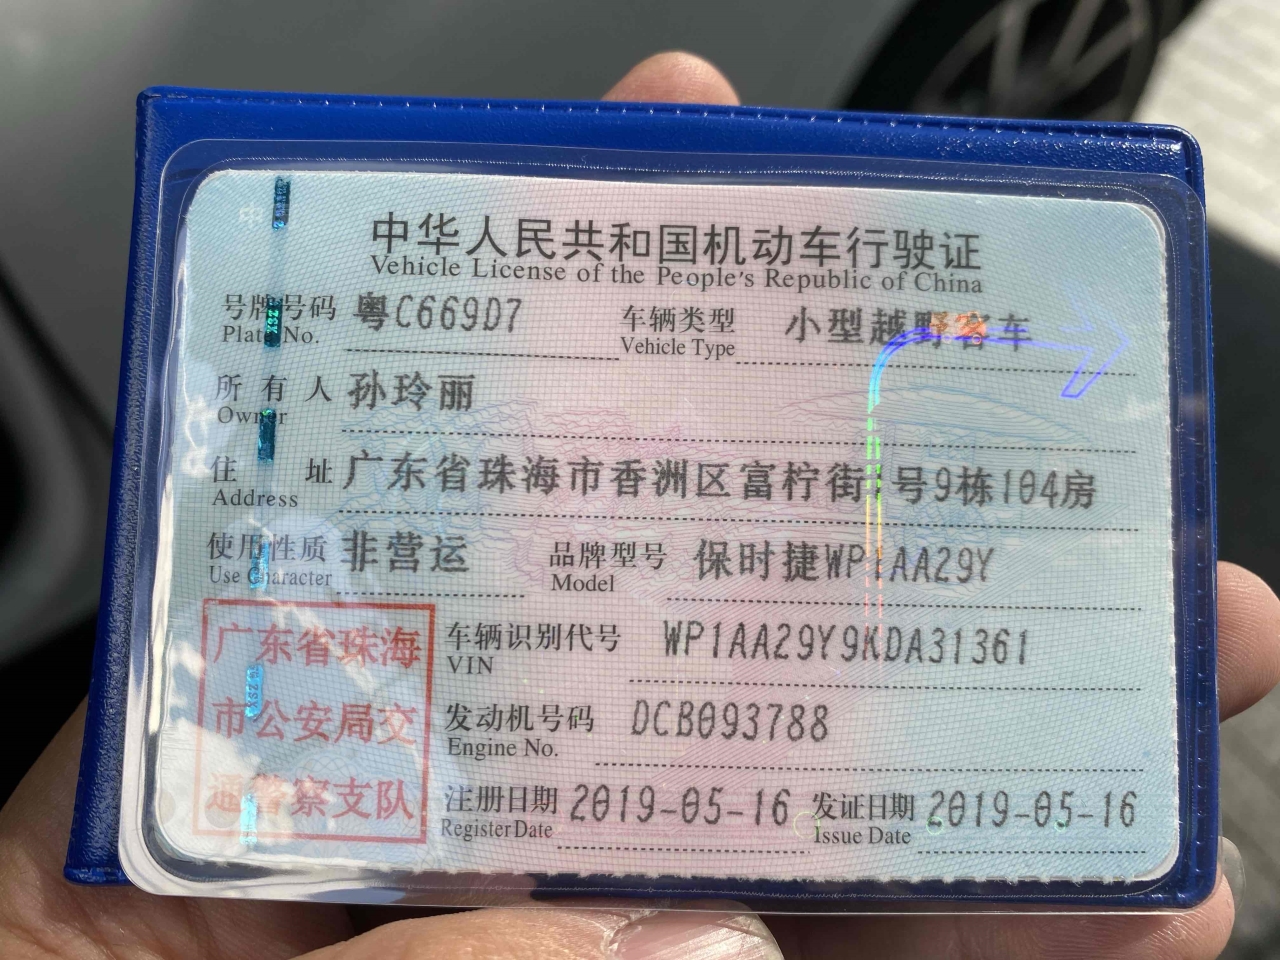 中华人民共和国机动车行驶证
Vehicle License of the People's Republic of China
号牌号码 粤C669D7 车辆类型 小型越野客车
Plate No. Vehicle Type
所有人 孙玲丽
Owner
住址 广东省珠海市香洲区富柠街 号9栋104房
Address
使用性质 非营运 品牌型号 保时捷WP1AA29Y
Use Character Model
车辆识别代号 WP1AA29Y9KDA31361
VIN
发动机号码 DCB093788
Engine No.
注册日期 2019-05-16 发证日期 2019-05-16
Register Date Issue Date
广东省珠海
市公安局交
通警察支队